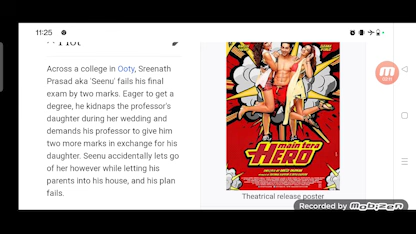 11:25
Plot
Across a college in Ooty, Sreenath
Prasad aka 'Seenu' fails his final
exam by two marks. Eager to get a
degree, he kidnaps the professor's
daughter during her wedding and
demands his professor to give him
two more marks in exchange for his
daughter. Seenu accidentally lets go
of her however while letting his
parents into his house, and his plan
fails.
main tera
HERO
Theatrical release poster
Recorded by MOBIZEN